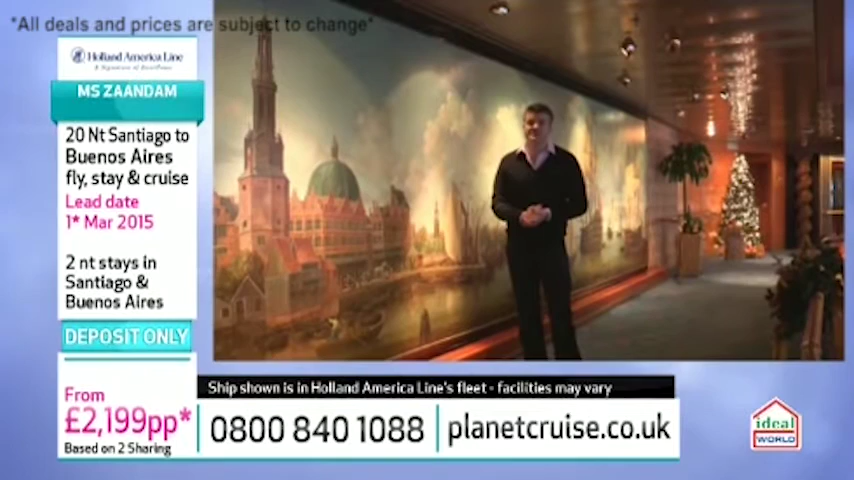 *All deals and prices are subject to change*
Holland America Line
A Signature of Excellence
MS ZAANDAM
20 Nt Santiago to
Buenos Aires
fly, stay & cruise
Lead date
1* Mar 2015
2 nt stays in
Santiago &
Buenos Aires
DEPOSIT ONLY
From
£2,199pp*
Based on 2 Sharing
Ship shown is in Holland America Line's fleet - facilities may vary
0800 840 1088
planetcruise.co.uk
ideal
WORLD